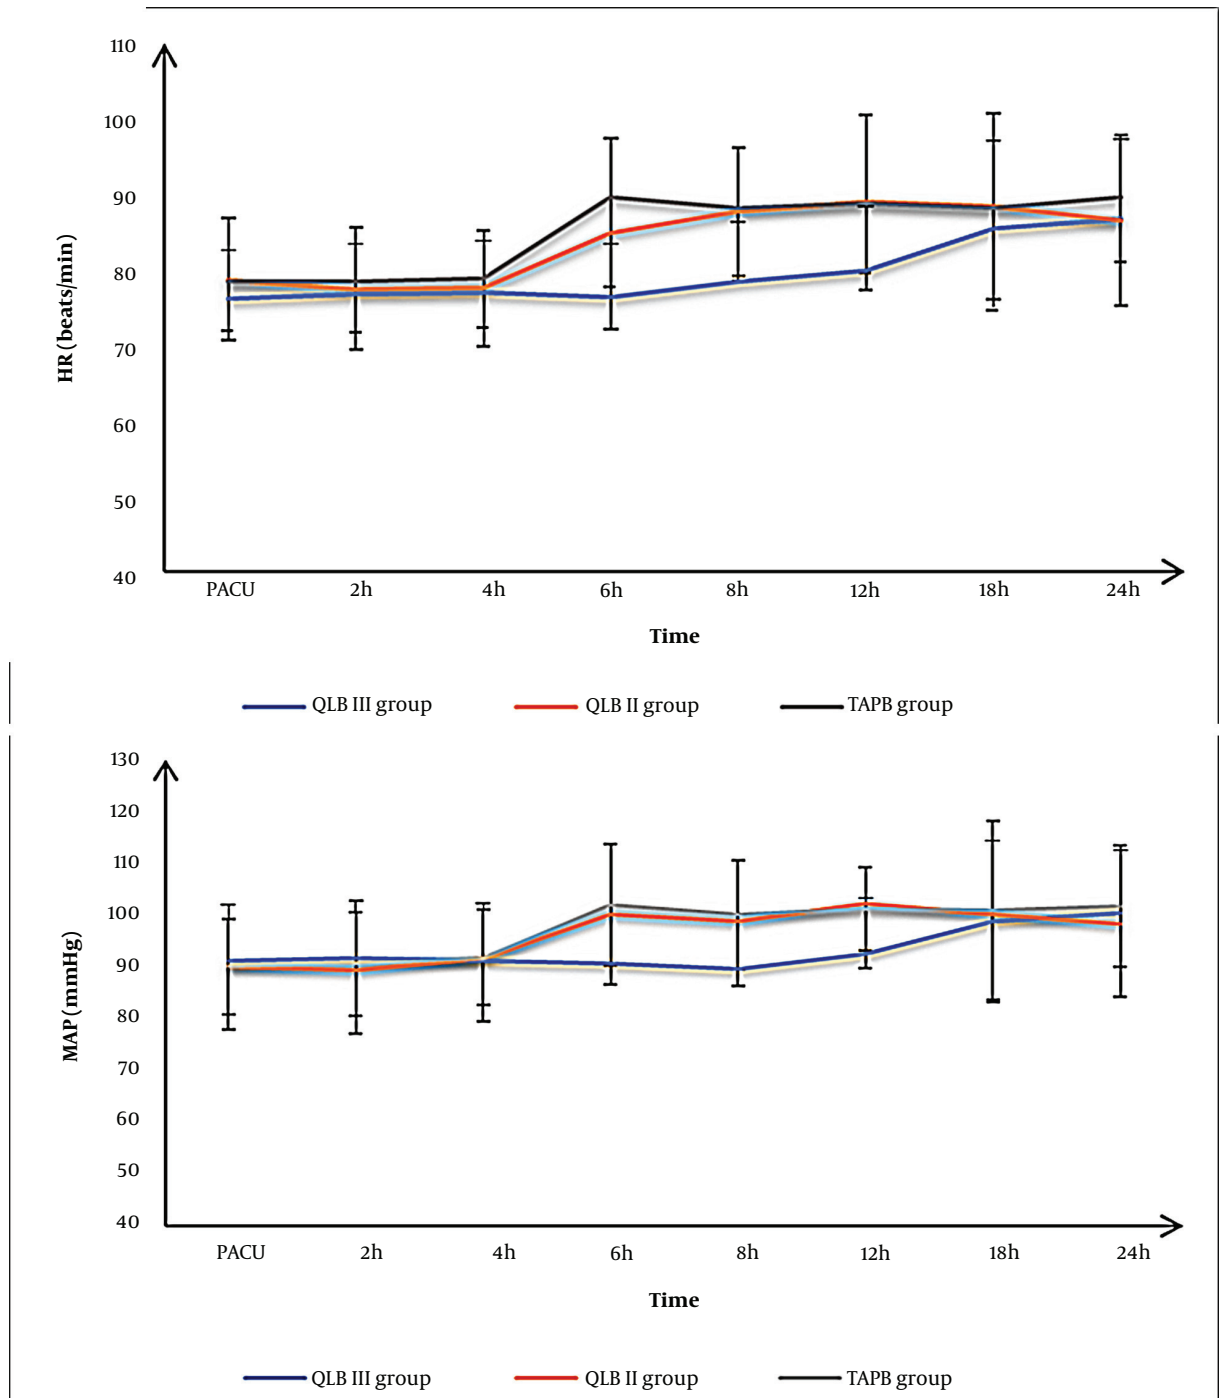 110
100
90
80
70
60
50
40
HR (beats/min)
PACU 2h 4h 6h 8h 12h 18h 24h
Time
QLB III group QLB II group TAPB group
130
120
110
100
90
80
70
60
50
40
MAP (mmHg)
PACU 2h 4h 6h 8h 12h 18h 24h
Time
QLB III group QLB II group TAPB group